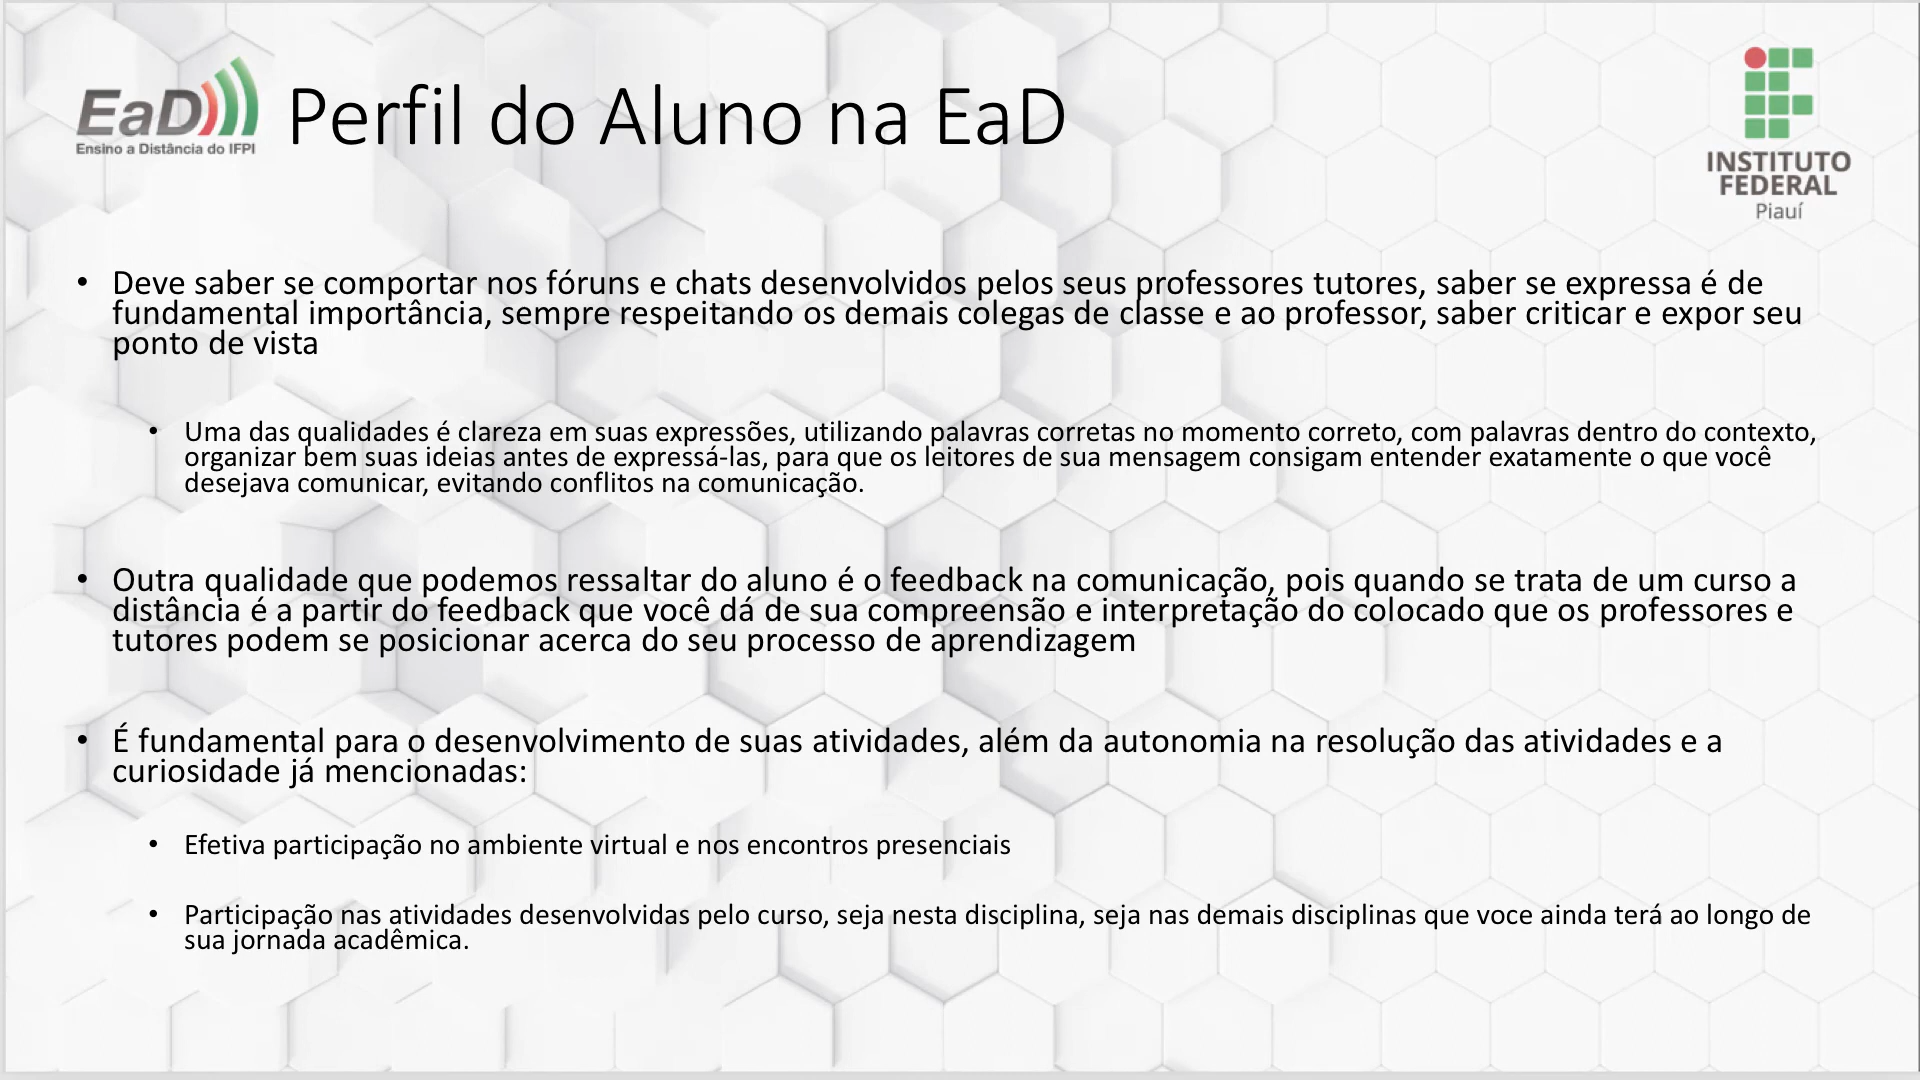 EaD
Ensino a Distância do IFPI
Perfil do Aluno na EaD
INSTITUTO
FEDERAL
Piauí
• Deve saber se comportar nos fóruns e chats desenvolvidos pelos seus professores tutores, saber se expressa é de
fundamental importância, sempre respeitando os demais colegas de classe e ao professor, saber criticar e expor seu
ponto de vista
• Uma das qualidades é clareza em suas expressões, utilizando palavras corretas no momento correto, com palavras dentro do contexto,
organizar bem suas ideias antes de expressá-las, para que os leitores de sua mensagem consigam entender exatamente o que você
desejava comunicar, evitando conflitos na comunicação.
• Outra qualidade que podemos ressaltar do aluno é o feedback na comunicação, pois quando se trata de um curso a
distância é a partir do feedback que você dá de sua compreensão e interpretação do colocado que os professores e
tutores podem se posicionar acerca do seu processo de aprendizagem
• É fundamental para o desenvolvimento de suas atividades, além da autonomia na resolução das atividades e a
curiosidade já mencionadas:
• Efetiva participação no ambiente virtual e nos encontros presenciais
• Participação nas atividades desenvolvidas pelo curso, seja nesta disciplina, seja nas demais disciplinas que voce ainda terá ao longo de
sua jornada acadêmica.